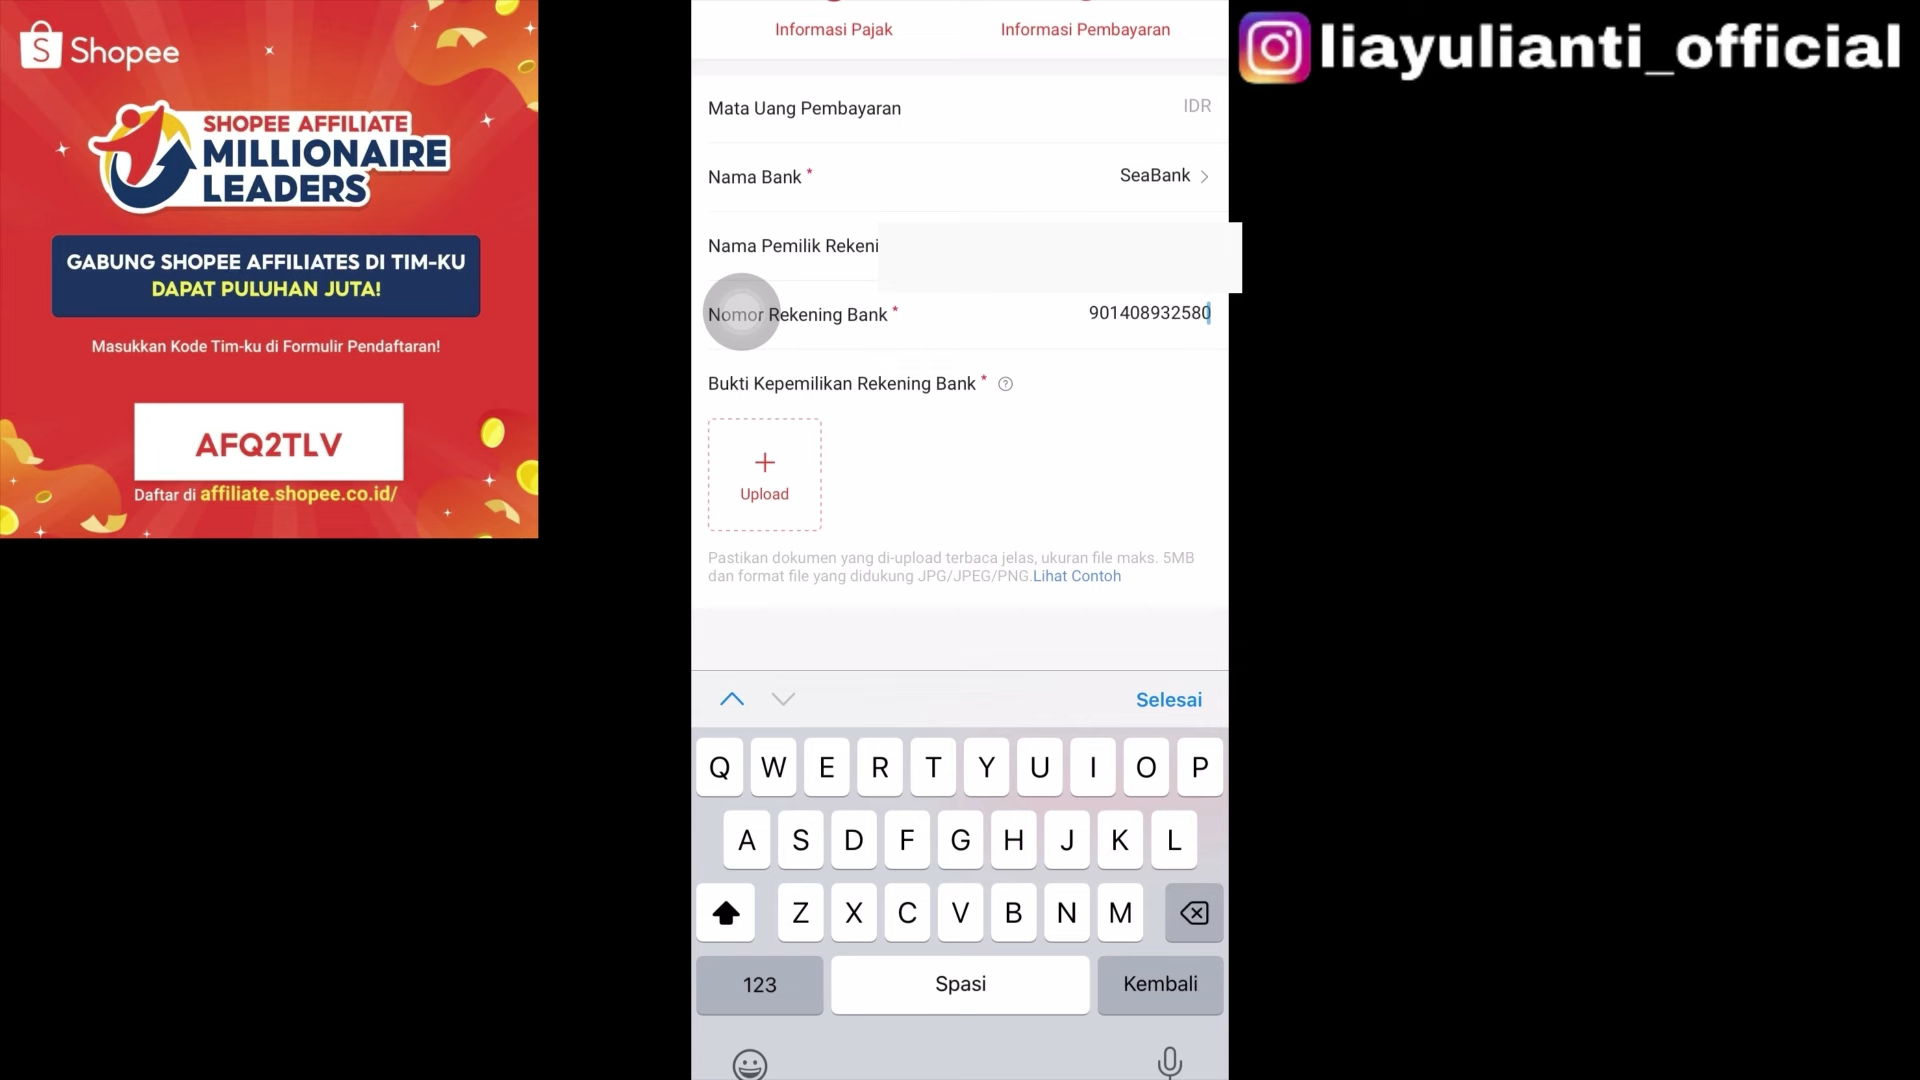 Shopee
SHOPEE AFFILIATE
MILLIONAIRE
LEADERS
GABUNG SHOPEE AFFILIATES DI TIM-KU
DAPAT PULUHAN JUTA!
Masukkan Kode Tim-ku di Formulir Pendaftaran!
AFQ2TLV
Daftar di affiliate.shopee.co.id/
Informasi Pajak
Informasi Pembayaran
Mata Uang Pembayaran IDR
Nama Bank * SeaBank
Nama Pemilik Rekeni
Nomor Rekening Bank * 901408932580
Bukti Kepemilikan Rekening Bank * ?
+
Upload
Pastikan dokumen yang di-upload terbaca jelas, ukuran file maks. 5MB
dan format file yang didukung JPG/JPEG/PNG.Lihat Contoh
Selesai
Q W E R T Y U I O P
A S D F G H J K L
Z X C V B N M
123 Spasi Kembali
liayulianti_official